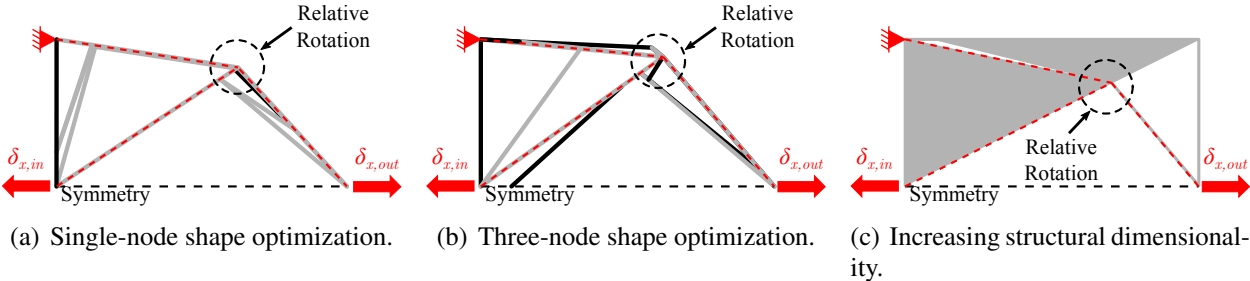 Relative
Rotation
δx,in
δx,out
Symmetry
(a) Single-node shape optimization.
Relative
Rotation
δx,in
δx,out
Symmetry
(b) Three-node shape optimization.
δx,in
Relative
Rotation
δx,out
Symmetry
(c) Increasing structural dimensional-
ity.